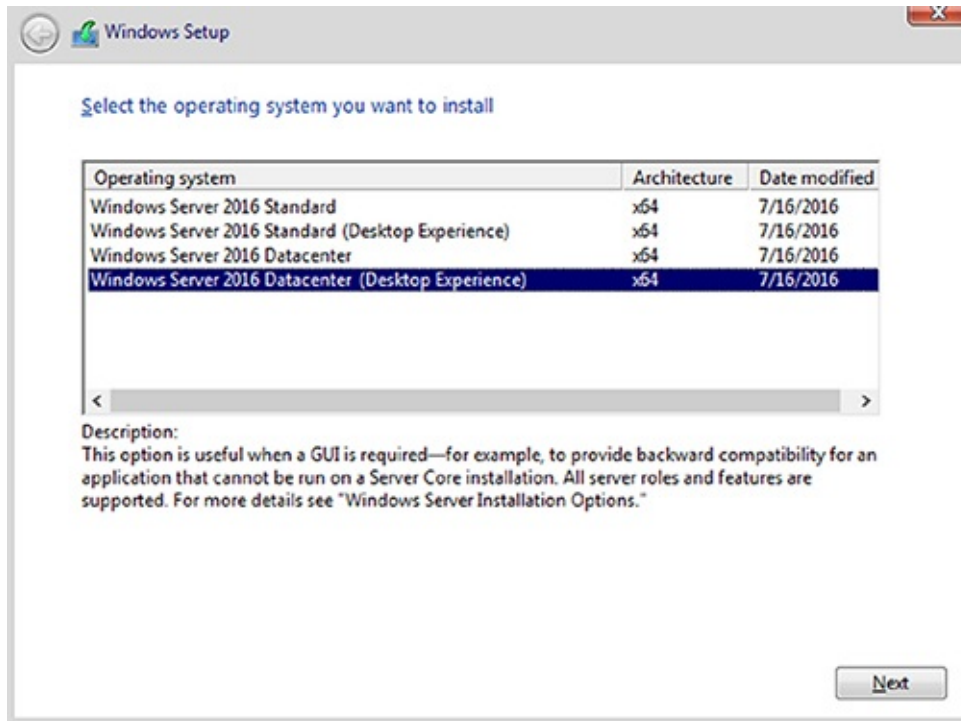 Windows Setup
Select the operating system you want to install
Operating system Architecture Date modified
Windows Server 2016 Standard x64 7/16/2016
Windows Server 2016 Standard (Desktop Experience) x64 7/16/2016
Windows Server 2016 Datacenter x64 7/16/2016
Windows Server 2016 Datacenter (Desktop Experience) x64 7/16/2016
Description:
This option is useful when a GUI is required—for example, to provide backward compatibility for an
application that cannot be run on a Server Core installation. All server roles and features are
supported. For more details see "Windows Server Installation Options."
Next